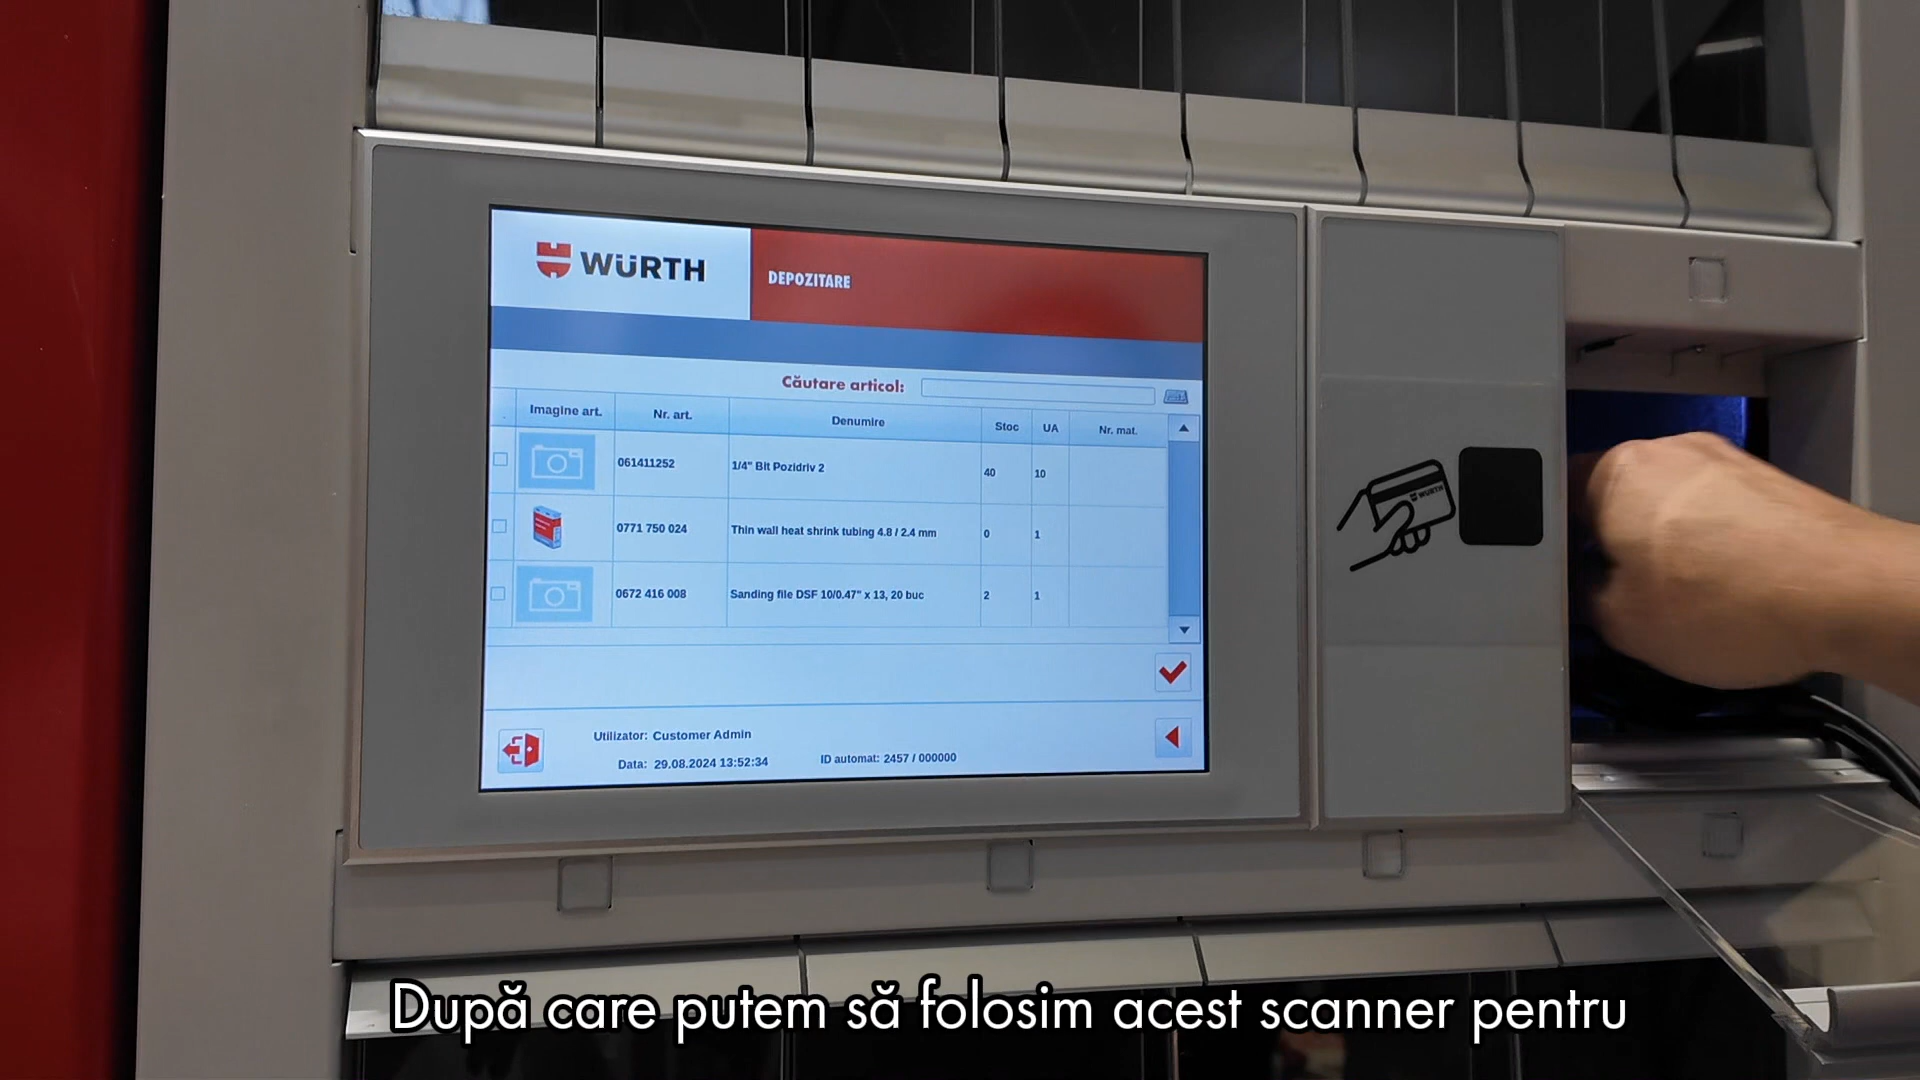 WÜRTH
DEPOZITARE
Căutare articol:
Imagine art. Nr. art. Denumire Stoc UA Nr. mat.
061411252 1/4" Bit Pozidriv 2 40 10
0771 750 024 Thin wall heat shrink tubing 4.8 / 2.4 mm 0 1
0672 416 008 Sanding file DSF 10/0.47" x 13, 20 buc 2 1
Utilizator: Customer Admin
Data: 29.08.2024 13:52:34 ID automat: 2457 / 000000
WÜRTH
După care putem să folosim acest scanner pentru